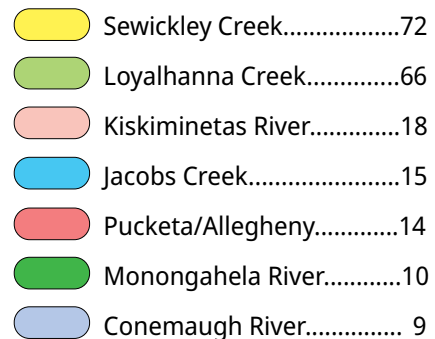 Sewickley Creek.................72
Loyalhanna Creek..............66
Kiskiminetas River.............18
Jacobs Creek......................15
Pucketa/Allegheny.............14
Monongahela River............10
Conemaugh River............... 9